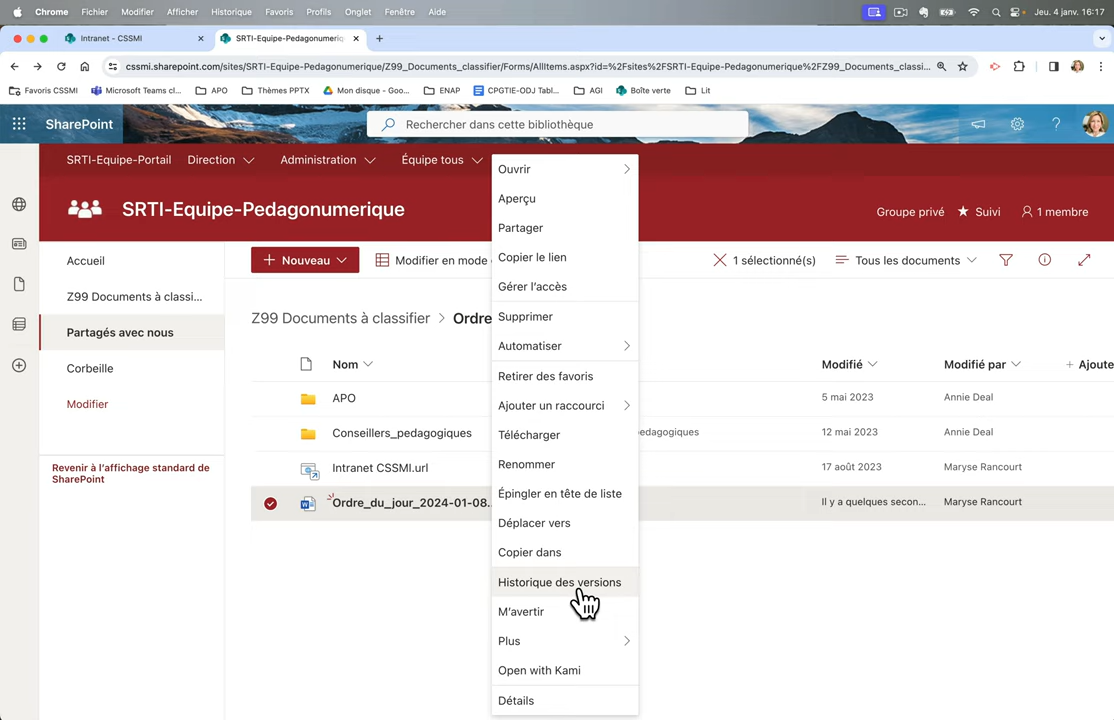 Chrome Fichier Modifier Afficher Historique Favoris Profils Onglet Fenêtre Aide Jeu. 4 janv. 16:17
Intranet - CSSMI
SRTI-Equipe-Pedagonumeriq
cssmi.sharepoint.com/sites/SRTI-Equipe-Pedagonumerique/Z99_Documents_classifier/Forms/AllItems.aspx?id=%2Fsites%2FSRTI-Equipe-Pedagonumerique%2FZ99_Documents_classi...
Favoris CSSMI Microsoft Teams cl... APO Thèmes PPTX Mon disque - Goo... ENAP CPGTIE-ODJ Tabl... AGI Boîte verte Lit
SharePoint
Rechercher dans cette bibliothèque
SRTI-Equipe-Portail Direction Administration Équipe tous
SRTI-Equipe-Pedagonumerique
Groupe privé Suivi 1 membre
Accueil
Z99 Documents à classi...
Partagés avec nous
Corbeille
Modifier
Revenir à l'affichage standard de
SharePoint
+ Nouveau
Modifier en mode
1 sélectionné(s)
Tous les documents
Z99 Documents à classifier > Ordre
Nom Modifié Modifié par + Ajoute
APO 5 mai 2023 Annie Deal
Conseillers_pedagogiques pedagogiques 12 mai 2023 Annie Deal
Intranet CSSMI.url 17 août 2023 Maryse Rancourt
Ordre_du_jour_2024-01-08. Il y a quelques secon... Maryse Rancourt
Ouvrir
Aperçu
Partager
Copier le lien
Gérer l'accès
Supprimer
Automatiser
Retirer des favoris
Ajouter un raccourci
Télécharger
Renommer
Épingler en tête de liste
Déplacer vers
Copier dans
Historique des versions
M'avertir
Plus
Open with Kami
Détails